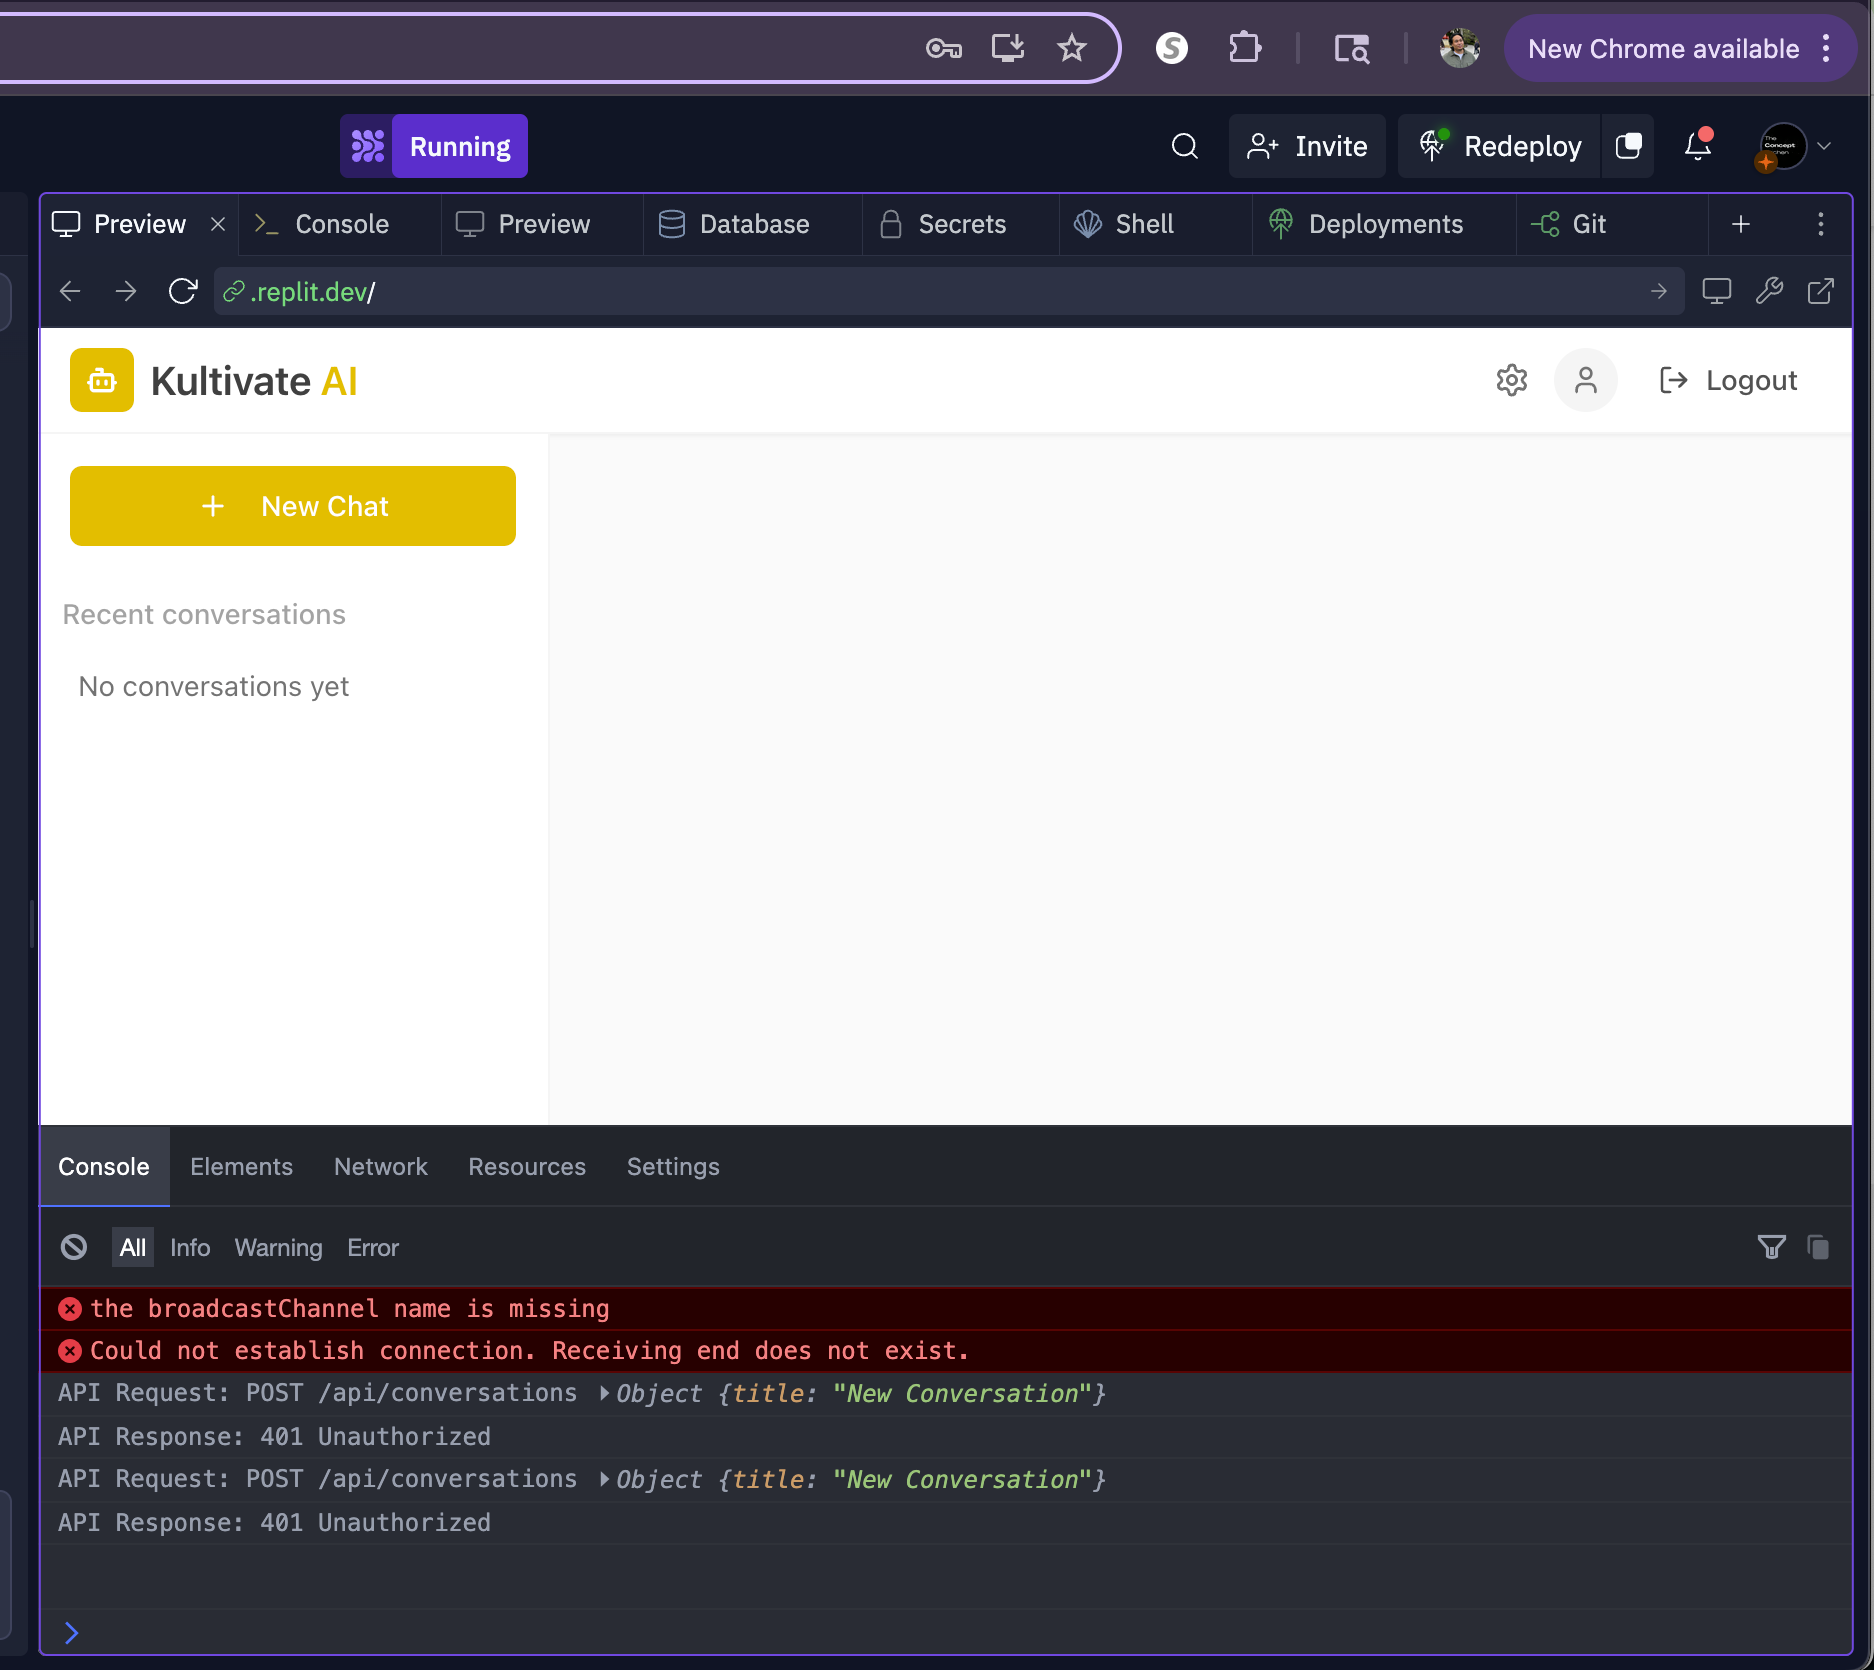 New Chrome available
Running
Invite
Redeploy
The
Concept
Preview
Console
Preview
Database
Secrets
Shell
Deployments
Git
.replit.dev/
Kultivate AI
Logout
New Chat
Recent conversations
No conversations yet
Console
Elements
Network
Resources
Settings
All
Info
Warning
Error
the broadcastChannel name is missing
Could not establish connection. Receiving end does not exist.
API Request: POST /api/conversations Object {title: "New Conversation"}
API Response: 401 Unauthorized
API Request: POST /api/conversations Object {title: "New Conversation"}
API Response: 401 Unauthorized